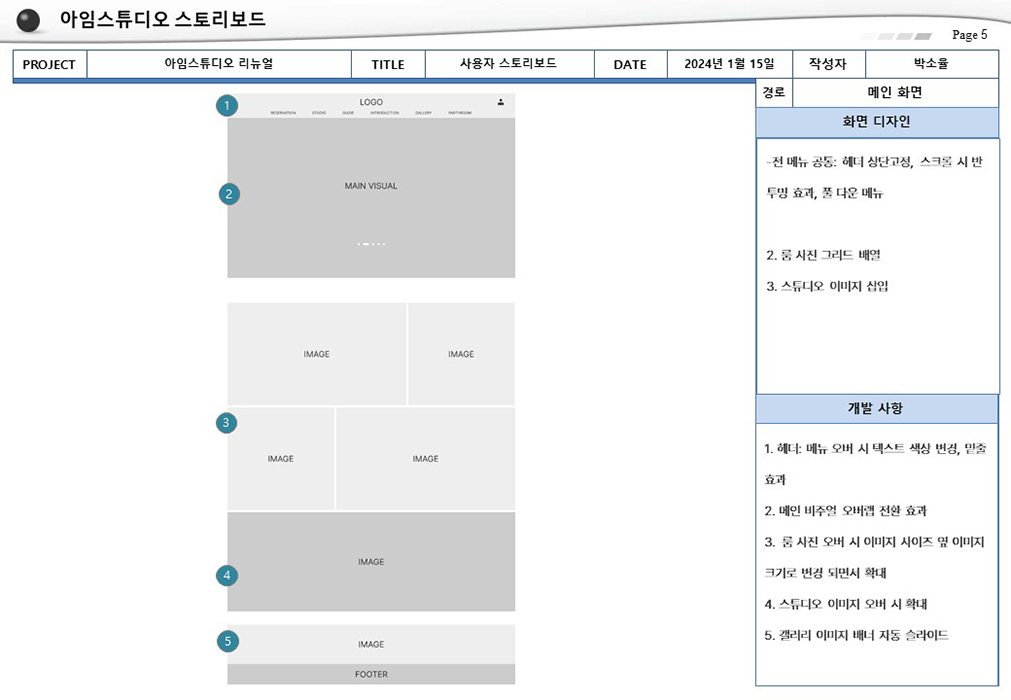 아임스튜디오 스토리보드
Page 5
PROJECT 아임스튜디오 리뉴얼 TITLE 사용자 스토리보드 DATE 2024년 1월 15일 작성자 박소율
경로 메인 화면
1
LOGO
RESERVATION STUDIO GUIDE INTRODUCTION GALLERY PARTYROOM
2
MAIN VISUAL
IMAGE IMAGE
3
IMAGE IMAGE
4
IMAGE
5
IMAGE
FOOTER
화면 디자인
-전 메뉴 공통: 헤더 상단고정, 스크롤 시 반
투명 효과, 풀 다운 메뉴
2. 룸 사진 그리드 배열
3. 스튜디오 이미지 삽입
개발 사항
1. 헤더: 메뉴 오버 시 텍스트 색상 변경, 밑줄
효과
2. 메인 비주얼 오버랩 전환 효과
3. 룸 사진 오버 시 이미지 사이즈 옆 이미지
크기로 변경 되면서 확대
4. 스튜디오 이미지 오버 시 확대
5. 갤러리 이미지 배너 자동 슬라이드